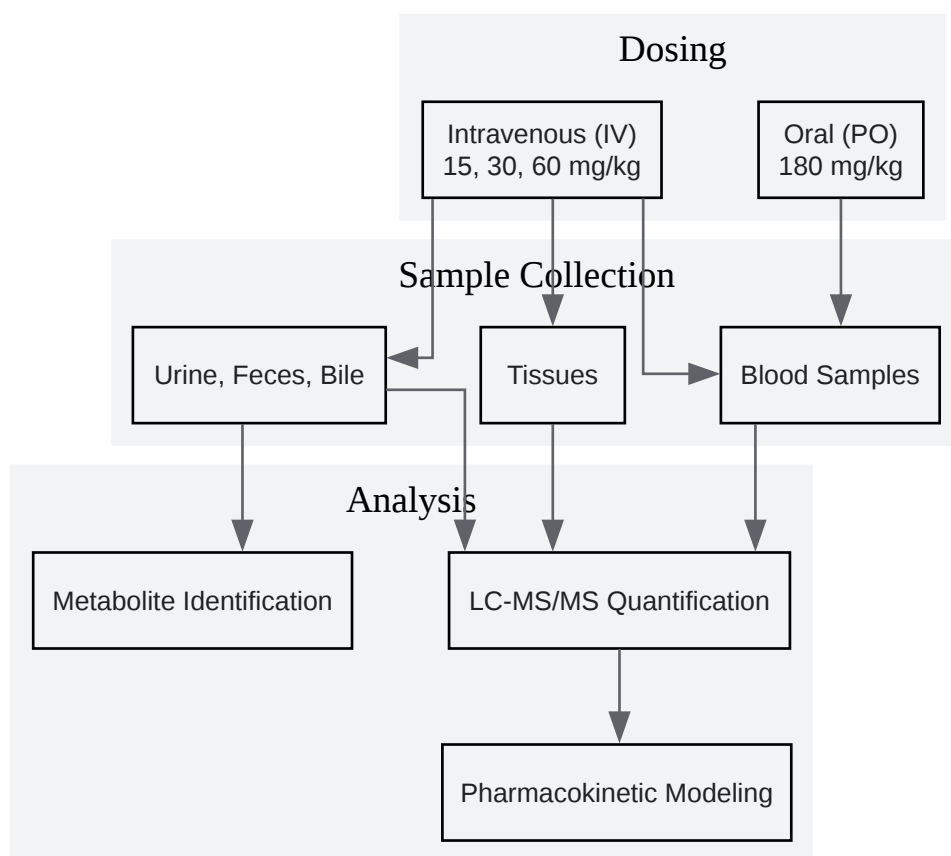 Dosing
Intravenous (IV)
15, 30, 60 mg/kg
Oral (PO)
180 mg/kg
Sample Collection
Urine, Feces, Bile
Tissues
Blood Samples
Analysis
Metabolite Identification
LC-MS/MS Quantification
Pharmacokinetic Modeling